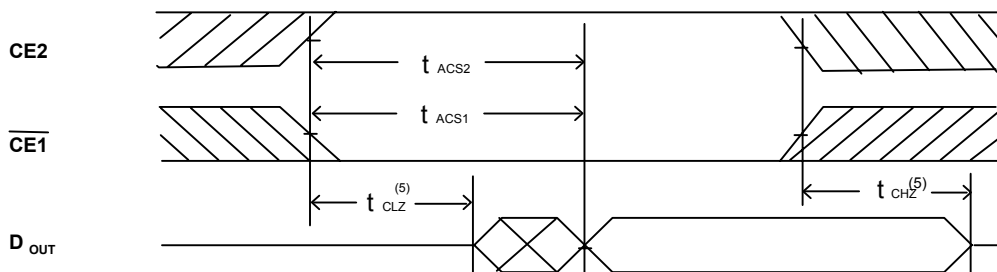 CE2
t ACS2
t ACS1
CE1
t CLZ (5)
t CHZ (5)
D OUT